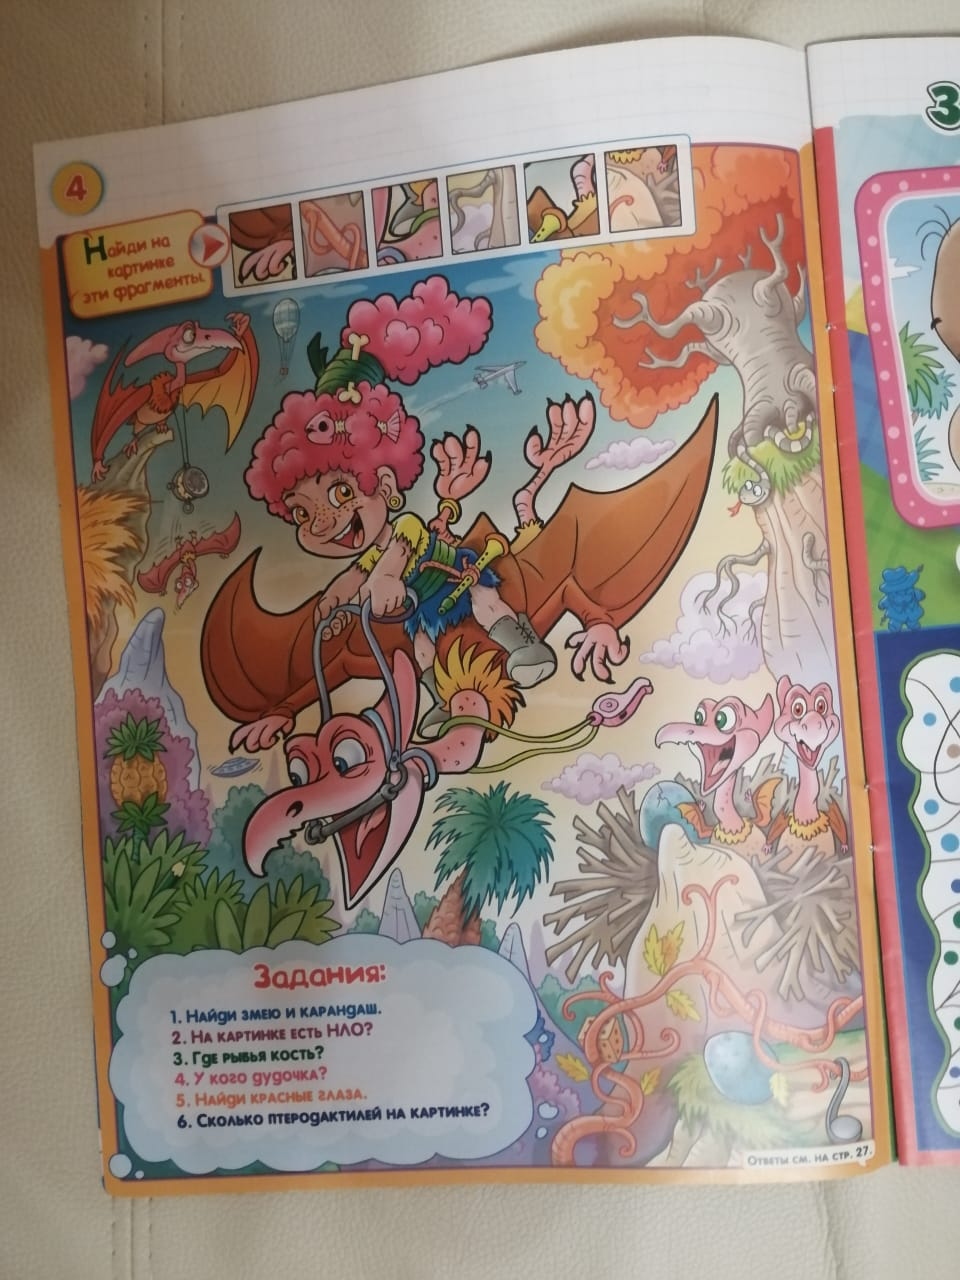 4
Найди на
картинке
эти фрагменты.
Задания:
1. Найди змею и карандаш.
2. На картинке есть НЛО?
3. Где рыбья кость?
4. У кого дудочка?
5. Найди красные глаза.
6. Сколько птеродактилей на картинке?
Ответы см. на стр. 27.